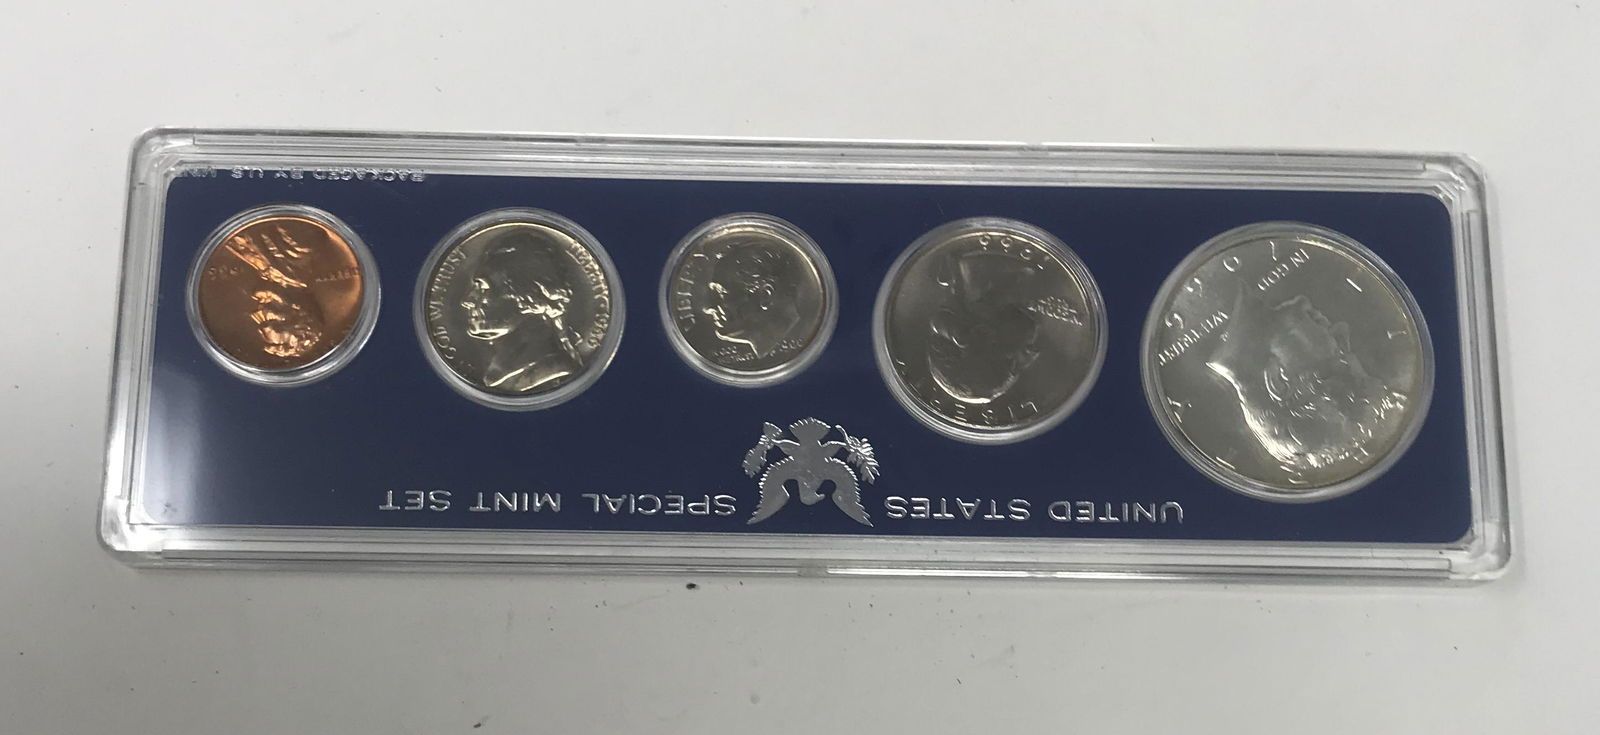 UNITED STATES SPECIAL MINT SET
LIBERTY
IN GOD
WE TRUST
1966
LIBERTY
IN GOD
WE TRUST
1966
LIBERTY
IN GOD
WE TRUST
1966
IN GOD WE TRUST
LIBERTY 1966
LIBERTY
1966
PACKAGED BY U.S. MINT